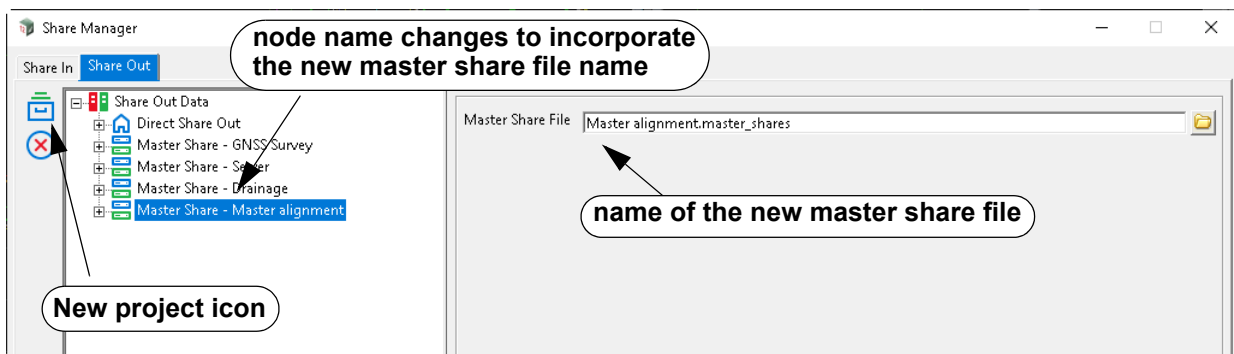 Share Manager
node name changes to incorporate
the new master share file name
Share In
Share Out
Share Out Data
Direct Share Out
Master Share - GNSS Survey
Master Share - Sewer
Master Share - Drainage
Master Share - Master alignment
Master Share File
Master alignment.master_shares
name of the new master share file
New project icon